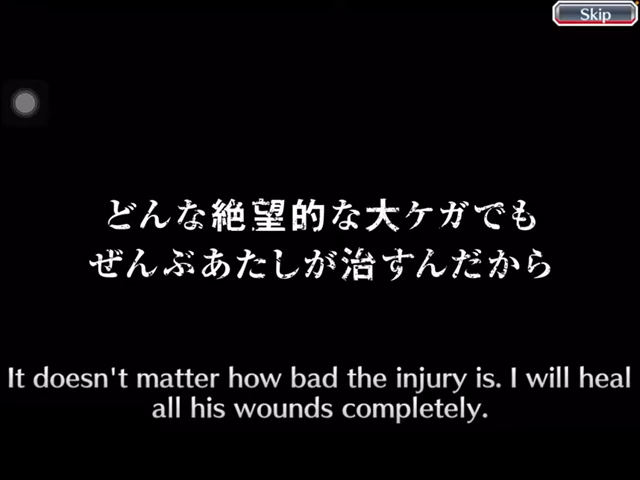 Skip
どんな絶望的な大ケガでも
ぜんぶあたしが治すんだから
It doesn't matter how bad the injury is. I will heal
all his wounds completely.